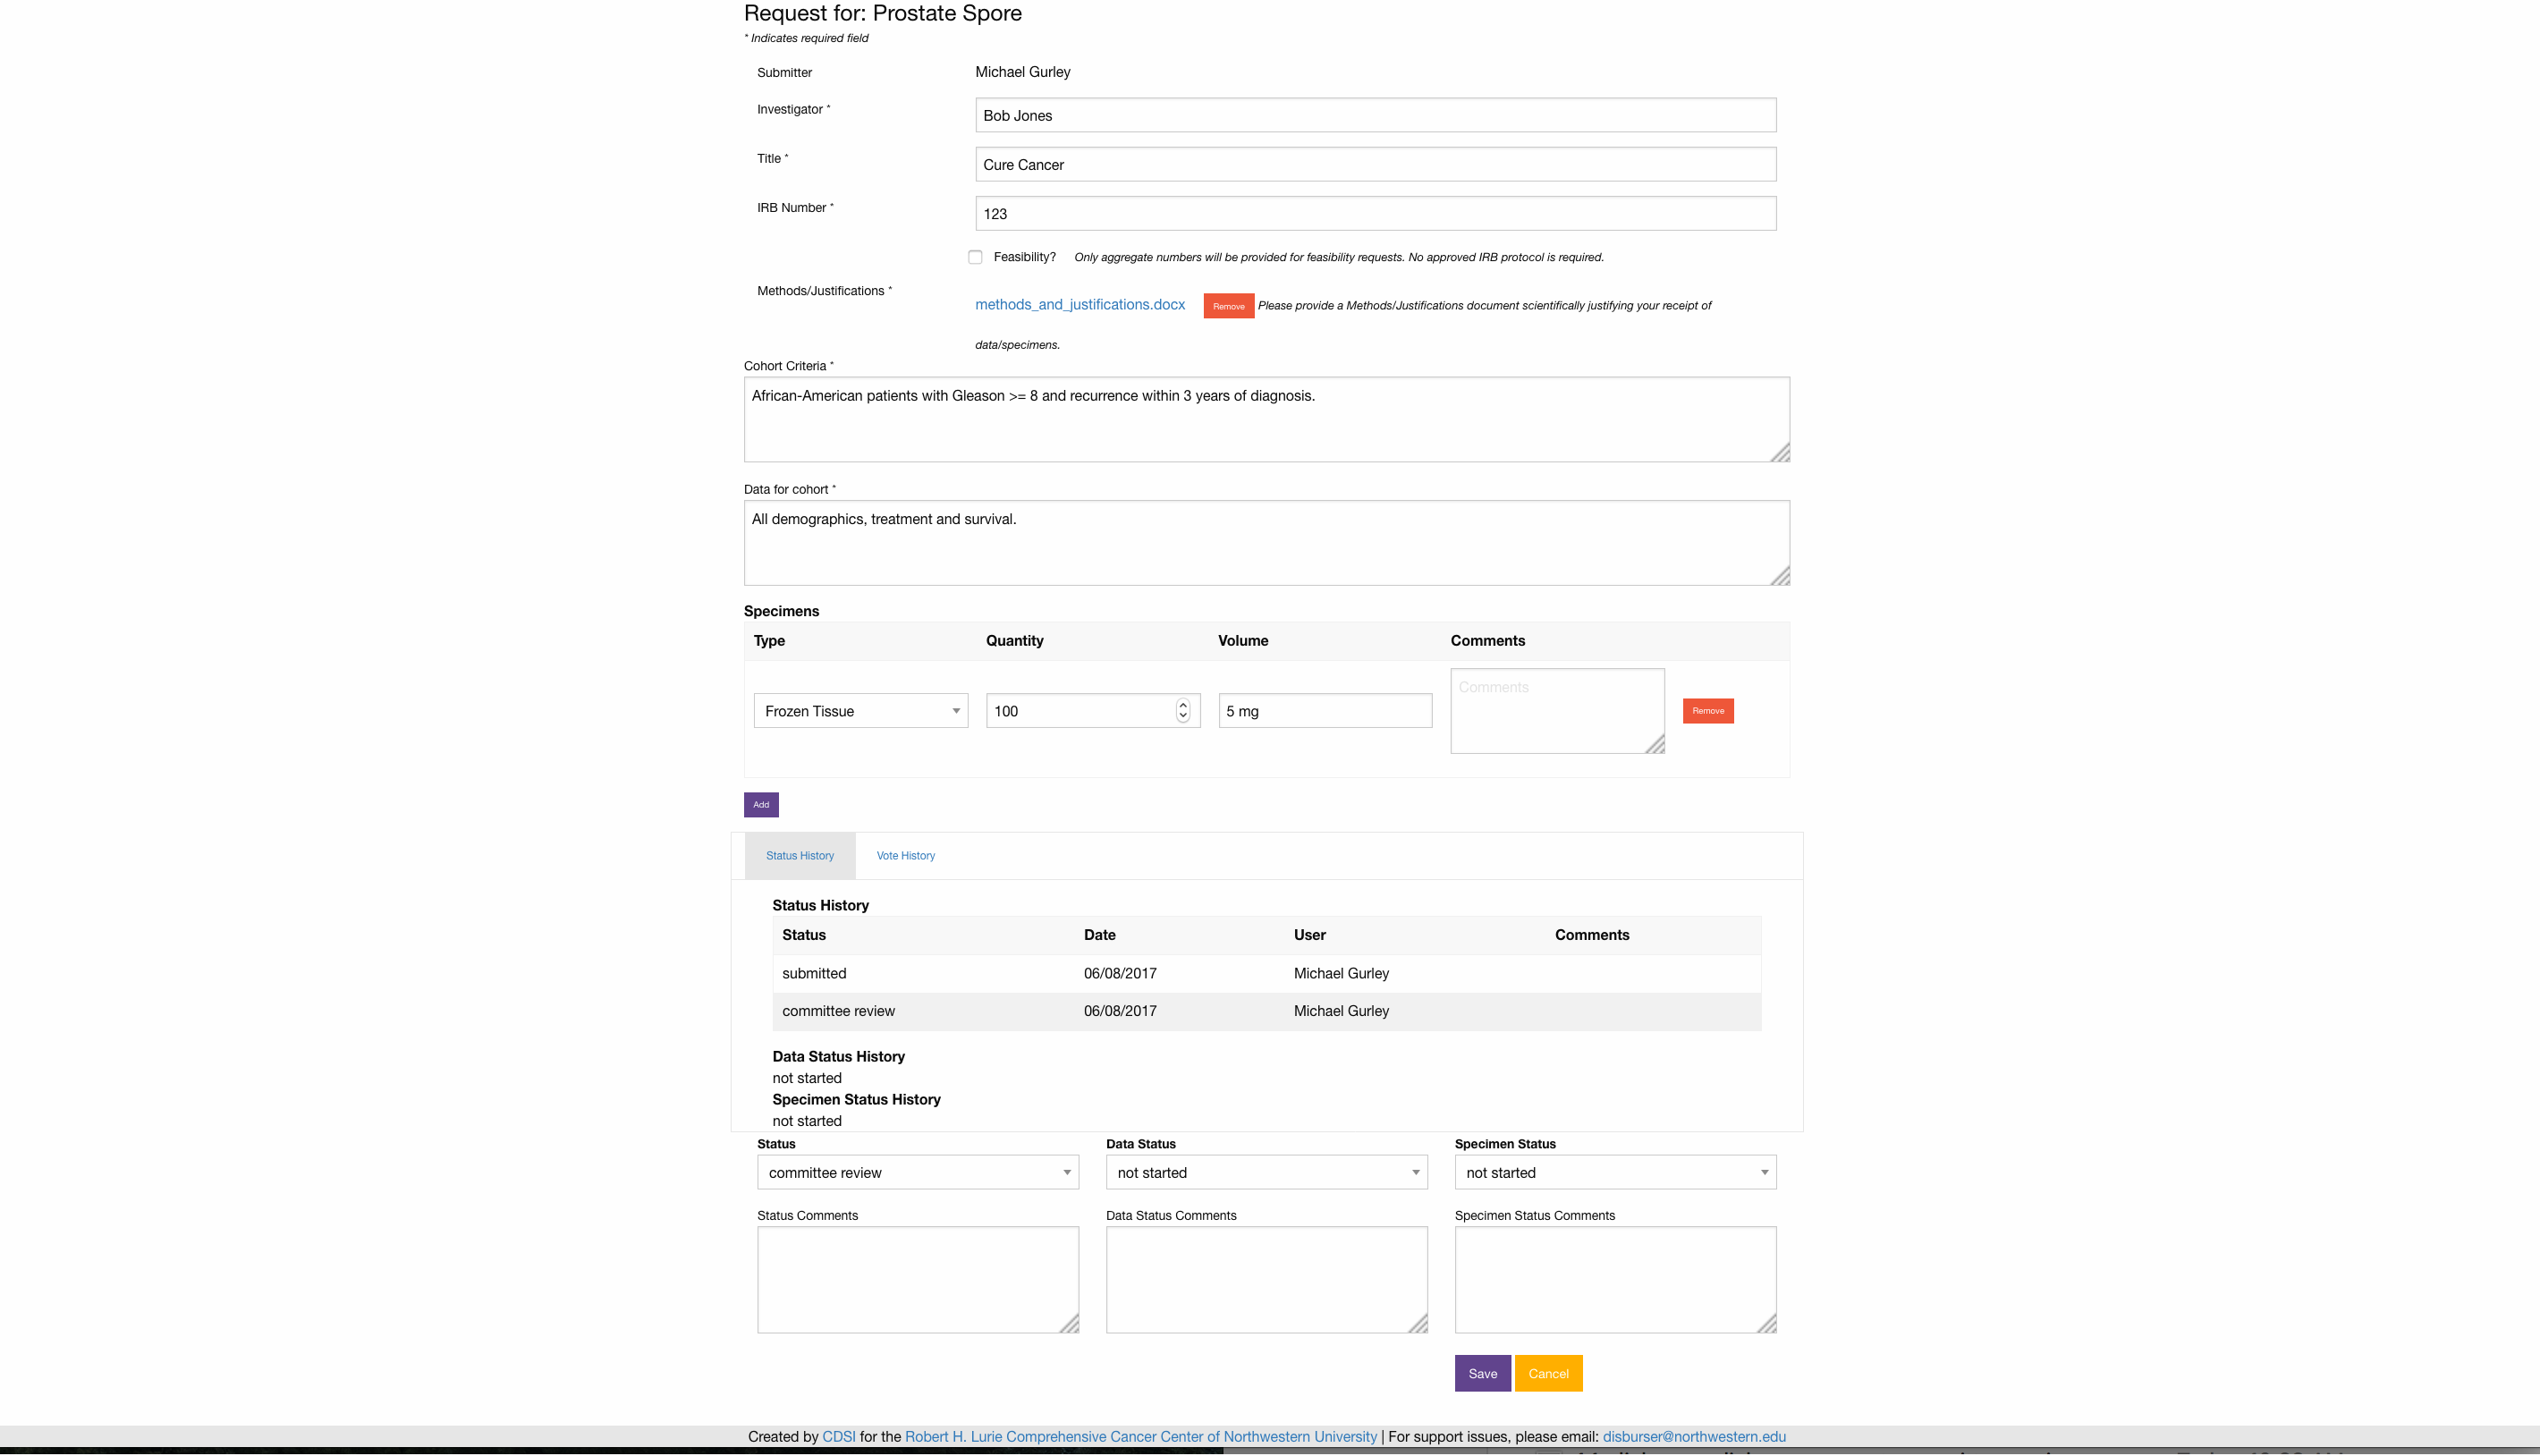 Request for: Prostate Spore
* Indicates required field
Submitter Michael Gurley
Investigator * Bob Jones
Title * Cure Cancer
IRB Number * 123
Feasibility? Only aggregate numbers will be provided for feasibility requests. No approved IRB protocol is required.
Methods/Justifications * methods_and_justifications.docx Remove Please provide a Methods/Justifications document scientifically justifying your receipt of
data/specimens.
Cohort Criteria *
African-American patients with Gleason >= 8 and recurrence within 3 years of diagnosis.
Data for cohort *
All demographics, treatment and survival.
Specimens
Type Quantity Volume Comments
Frozen Tissue 100 5 mg Comments Remove
Add
Status History Vote History
Status History
Status Date User Comments
submitted 06/08/2017 Michael Gurley
committee review 06/08/2017 Michael Gurley
Data Status History
not started
Specimen Status History
not started
Status Data Status Specimen Status
committee review not started not started
Status Comments Data Status Comments Specimen Status Comments
Save Cancel
Created by CDSI for the Robert H. Lurie Comprehensive Cancer Center of Northwestern University | For support issues, please email: disburser@northwestern.edu